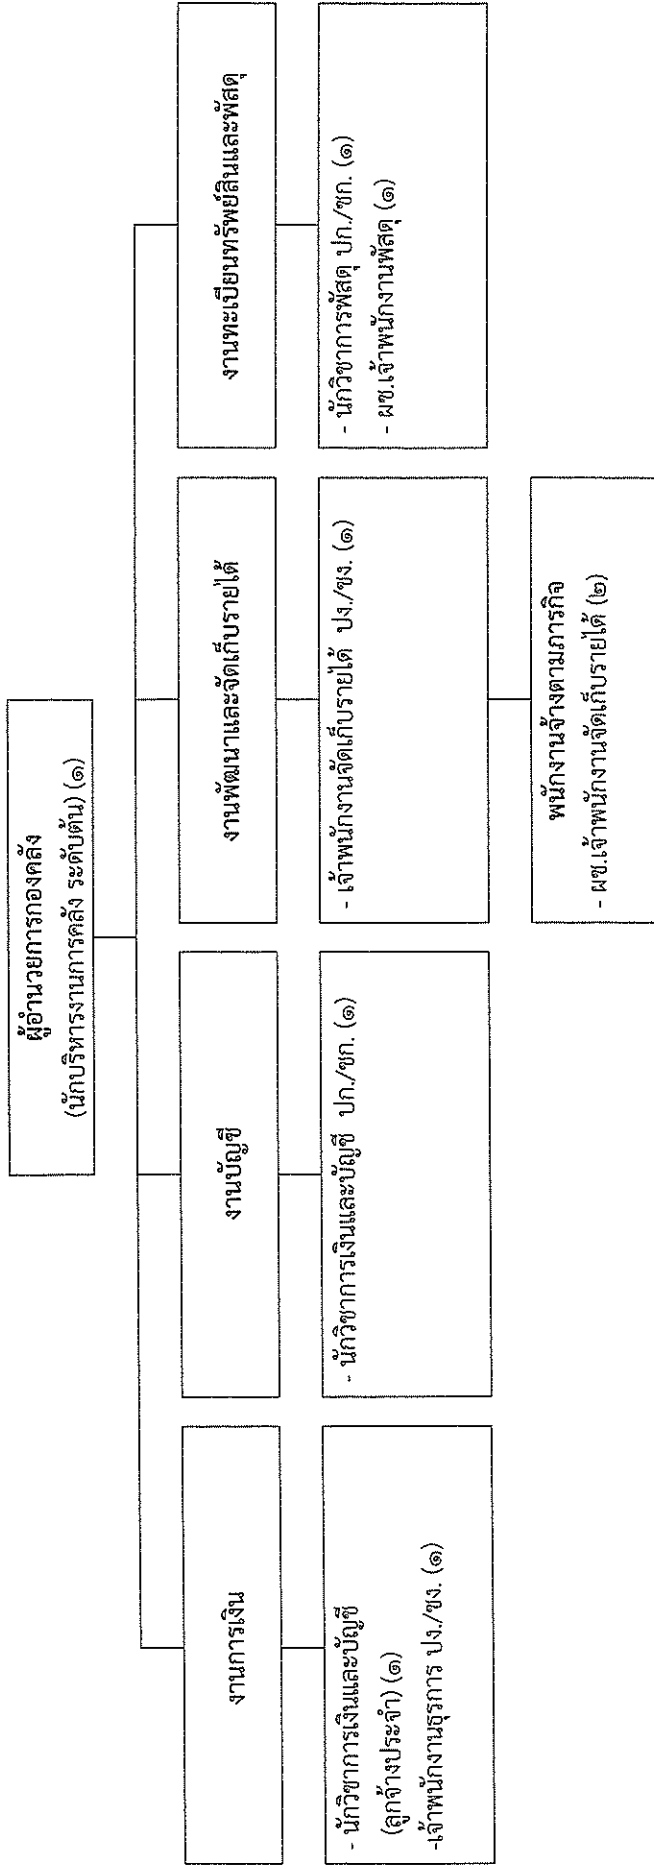 ผู้อำนวยการกองคลัง
(นักบริหารงานการคลัง ระดับต้น) (๑)
งานการเงิน
- นักวิชาการเงินและบัญชี
(ลูกจ้างประจำ) (๑)
-เจ้าพนักงานธุรการ ปง./ชง. (๑)
งานบัญชี
- นักวิชาการเงินและบัญชี ปก./ชก. (๑)
งานพัฒนาและจัดเก็บรายได้
- เจ้าพนักงานจัดเก็บรายได้ ปง./ชง. (๑)
พนักงานจ้างตามภารกิจ
- ผช.เจ้าพนักงานจัดเก็บรายได้ (๒)
งานทะเบียนทรัพย์สินและพัสดุ
- นักวิชาการพัสดุ ปก./ชก. (๑)
- ผช.เจ้าพนักงานพัสดุ (๑)